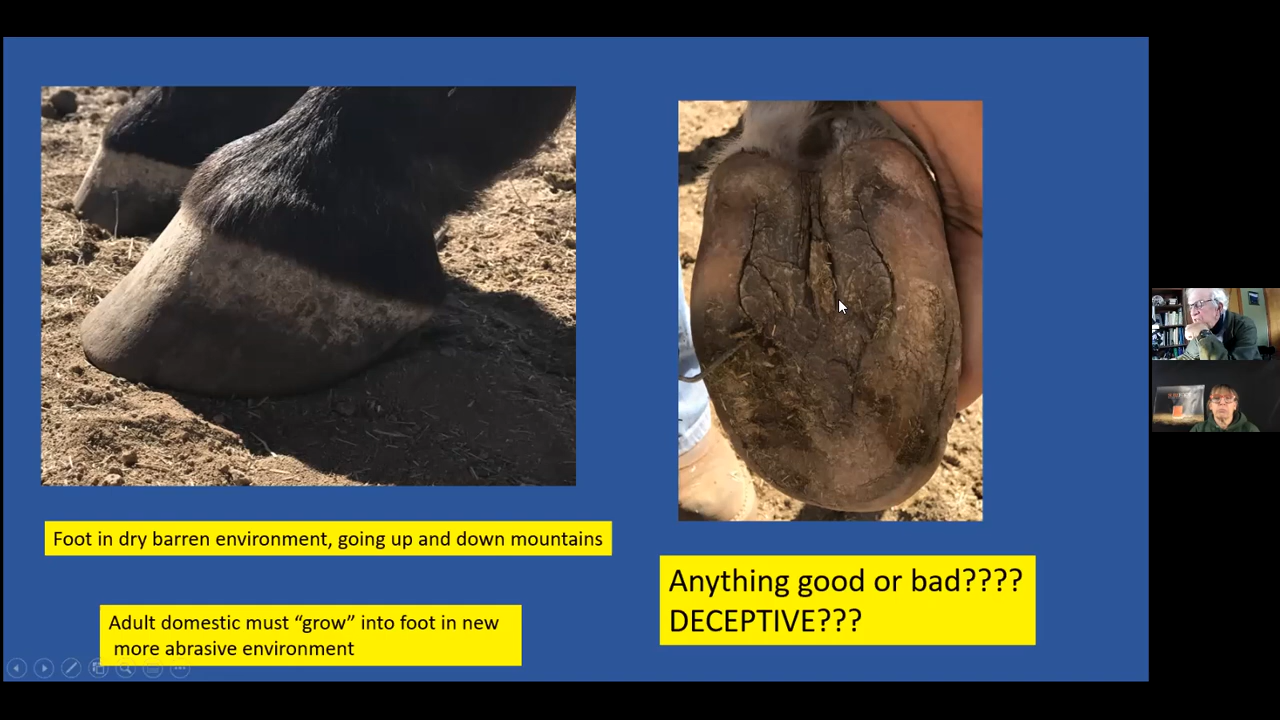 Foot in dry barren environment, going up and down mountains
Adult domestic must “grow” into foot in new
more abrasive environment
Anything good or bad????
DECEPTIVE???